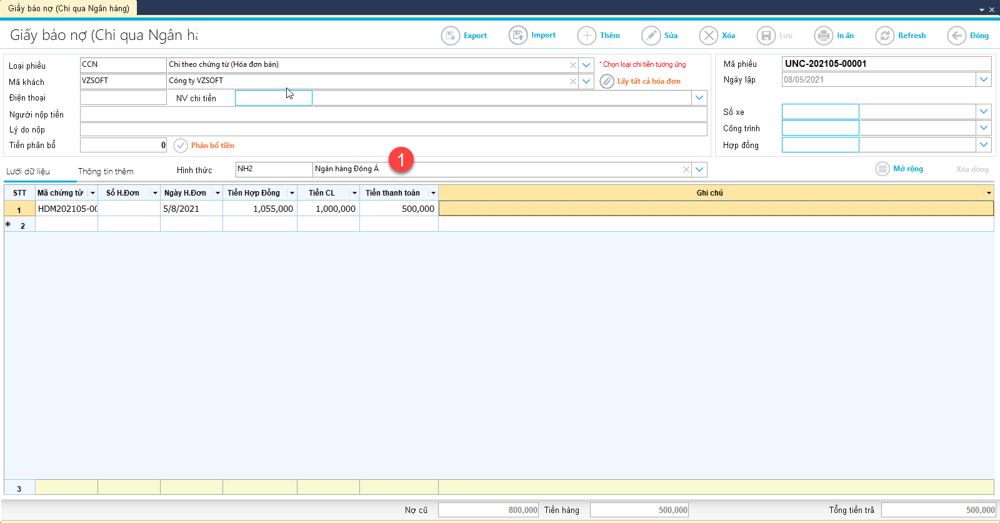 Giấy báo nợ (Chi qua Ngân hàng)
Giấy báo nợ (Chi qua Ngân hà
Export
Import
Thêm
Sửa
Xóa
Lưu
In ấn
Refresh
Đóng
Loại phiếu
CCN
Chi theo chứng từ (Hóa đơn bán)
* Chọn loại chi tiền tương ứng
Mã khách
VZSOFT
Công ty VZSOFT
Lấy tất cả hóa đơn
Điện thoại
NV chi tiền
Người nộp tiền
Lý do nộp
Tiền phân bổ
0
Phân bổ tiền
Mã phiếu
UNC-202105-00001
Ngày lập
08/05/2021
Số xe
Công trình
Hợp đồng
Lưới dữ liệu
Thông tin thêm
Hình thức
NH2
Ngân hàng Đông Á
1
Mở rộng
Xóa dòng
STT Mã chứng từ Số H.Đơn Ngày H.Đơn Tiền Hợp Đồng Tiền CL Tiền thanh toán Ghi chú
1 HDM202105-00 5/8/2021 1,055,000 1,000,000 500,000
* 2
3
Nợ cũ 800,000 Tiền hàng 500,000 Tổng tiền trả 500,000